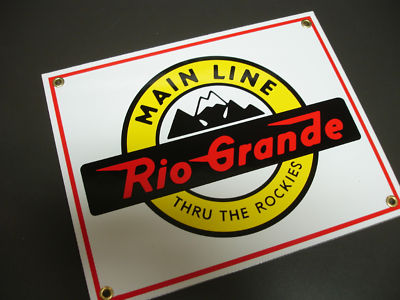 MAIN LINE
Rio Grande
THRU THE ROCKIES